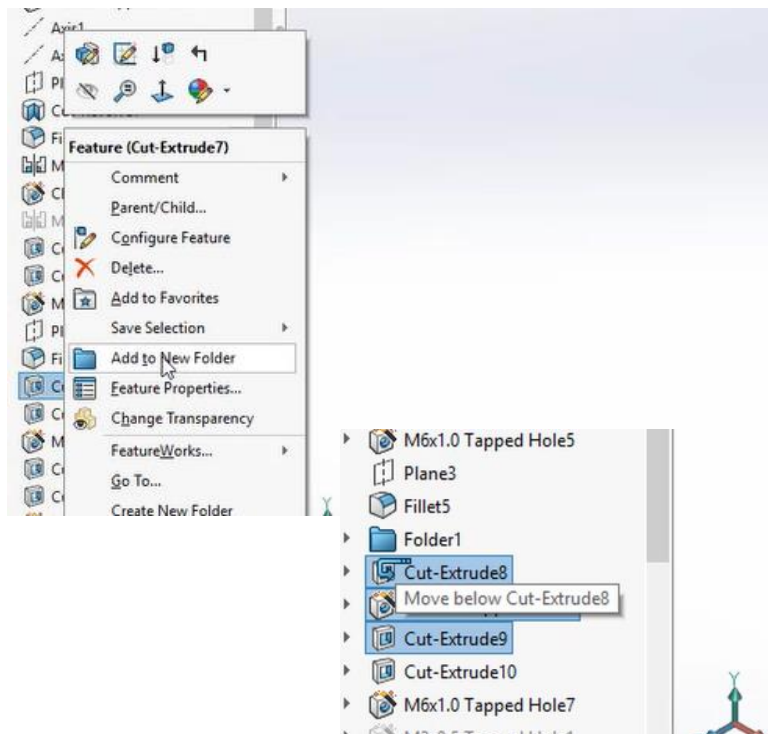 Axis1
Feature (Cut-Extrude7)
Comment
Parent/Child...
Configure Feature
Delete...
Add to Favorites
Save Selection
Add to New Folder
Feature Properties...
Change Transparency
FeatureWorks...
Go To...
Create New Folder
M6x1.0 Tapped Hole5
Plane3
Fillet5
Folder1
Cut-Extrude8
Move below Cut-Extrude8
Cut-Extrude9
Cut-Extrude10
M6x1.0 Tapped Hole7
Y
Y